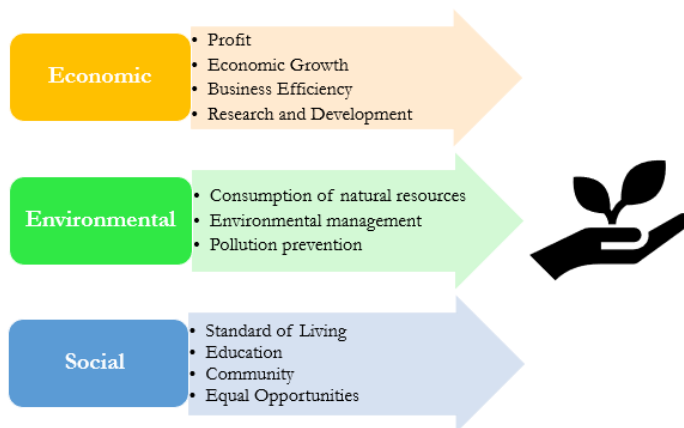 Economic
• Profit
• Economic Growth
• Business Efficiency
• Research and Development
Environmental
• Consumption of natural resources
• Environmental management
• Pollution prevention
Social
• Standard of Living
• Education
• Community
• Equal Opportunities